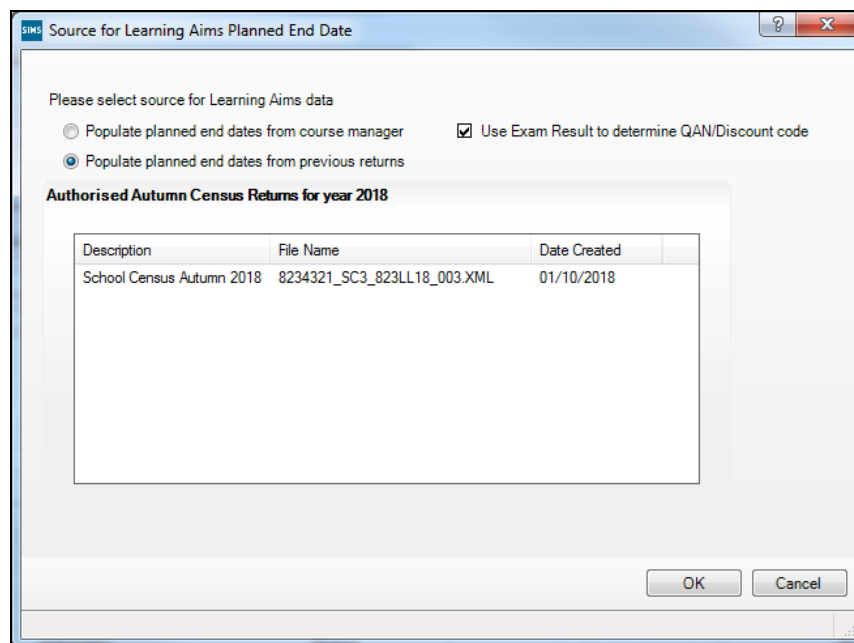 SIMS Source for Learning Aims Planned End Date
Please select source for Learning Aims data
Populate planned end dates from course manager Use Exam Result to determine QAN/Discount code
Populate planned end dates from previous returns
Authorised Autumn Census Returns for year 2018
Description File Name Date Created
School Census Autumn 2018 8234321_SC3_823LL18_003.XML 01/10/2018
OK Cancel